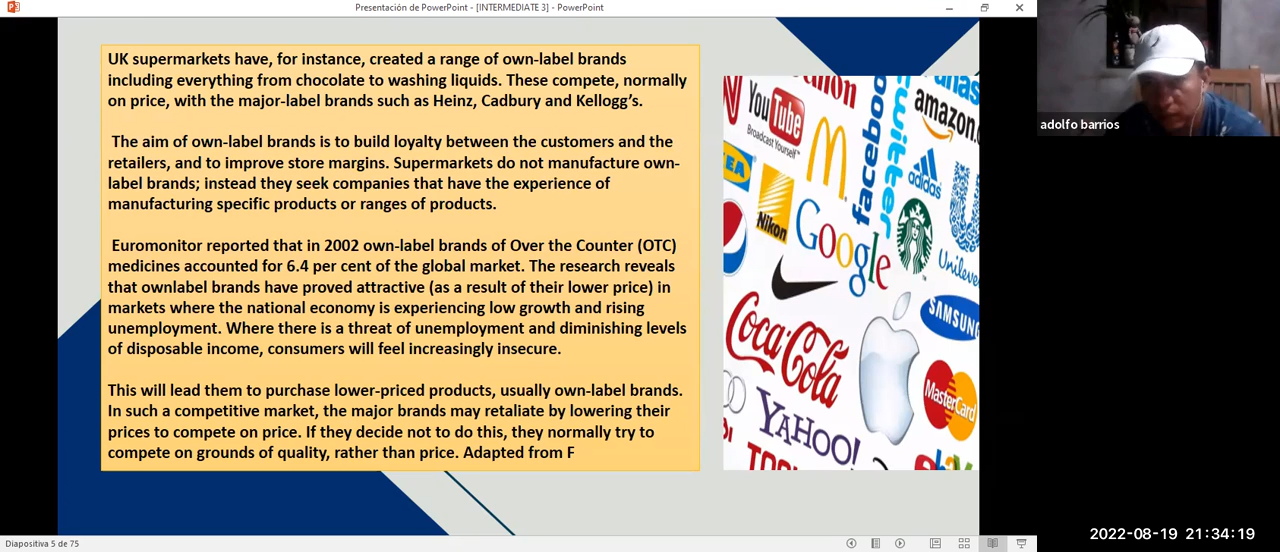 Presentación de PowerPoint - [INTERMEDIATE 3] - PowerPoint
UK supermarkets have, for instance, created a range of own-label brands
including everything from chocolate to washing liquids. These compete, normally
on price, with the major-label brands such as Heinz, Cadbury and Kellogg's.
The aim of own-label brands is to build loyalty between the customers and the
retailers, and to improve store margins. Supermarkets do not manufacture own-
label brands; instead they seek companies that have the experience of
manufacturing specific products or ranges of products.
Euromonitor reported that in 2002 own-label brands of Over the Counter (OTC)
medicines accounted for 6.4 per cent of the global market. The research reveals
that ownlabel brands have proved attractive (as a result of their lower price) in
markets where the national economy is experiencing low growth and rising
unemployment. Where there is a threat of unemployment and diminishing levels
of disposable income, consumers will feel increasingly insecure.
This will lead them to purchase lower-priced products, usually own-label brands.
In such a competitive market, the major brands may retaliate by lowering their
prices to compete on price. If they decide not to do this, they normally try to
compete on grounds of quality, rather than price. Adapted from F
YouTube
Broadcast Yourself
facebook
twitter
amazon
adidas
IKEA
Nikon
Google
Unilever
Coca-Cola
SAMSUNG
MasterCard
YAHOO!
adolfo barrios
Diapositiva 5 de 75
2022-08-19 21:34:19